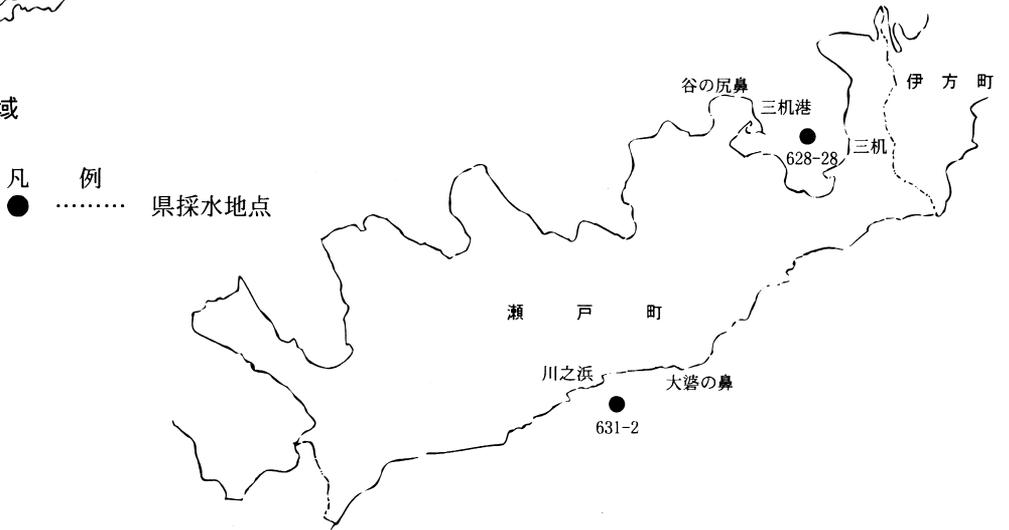 谷の尻鼻
三机港
伊方町
域
628-28
三机
凡例
県採水地点
瀬戸町
川之浜
大碆の鼻
631-2